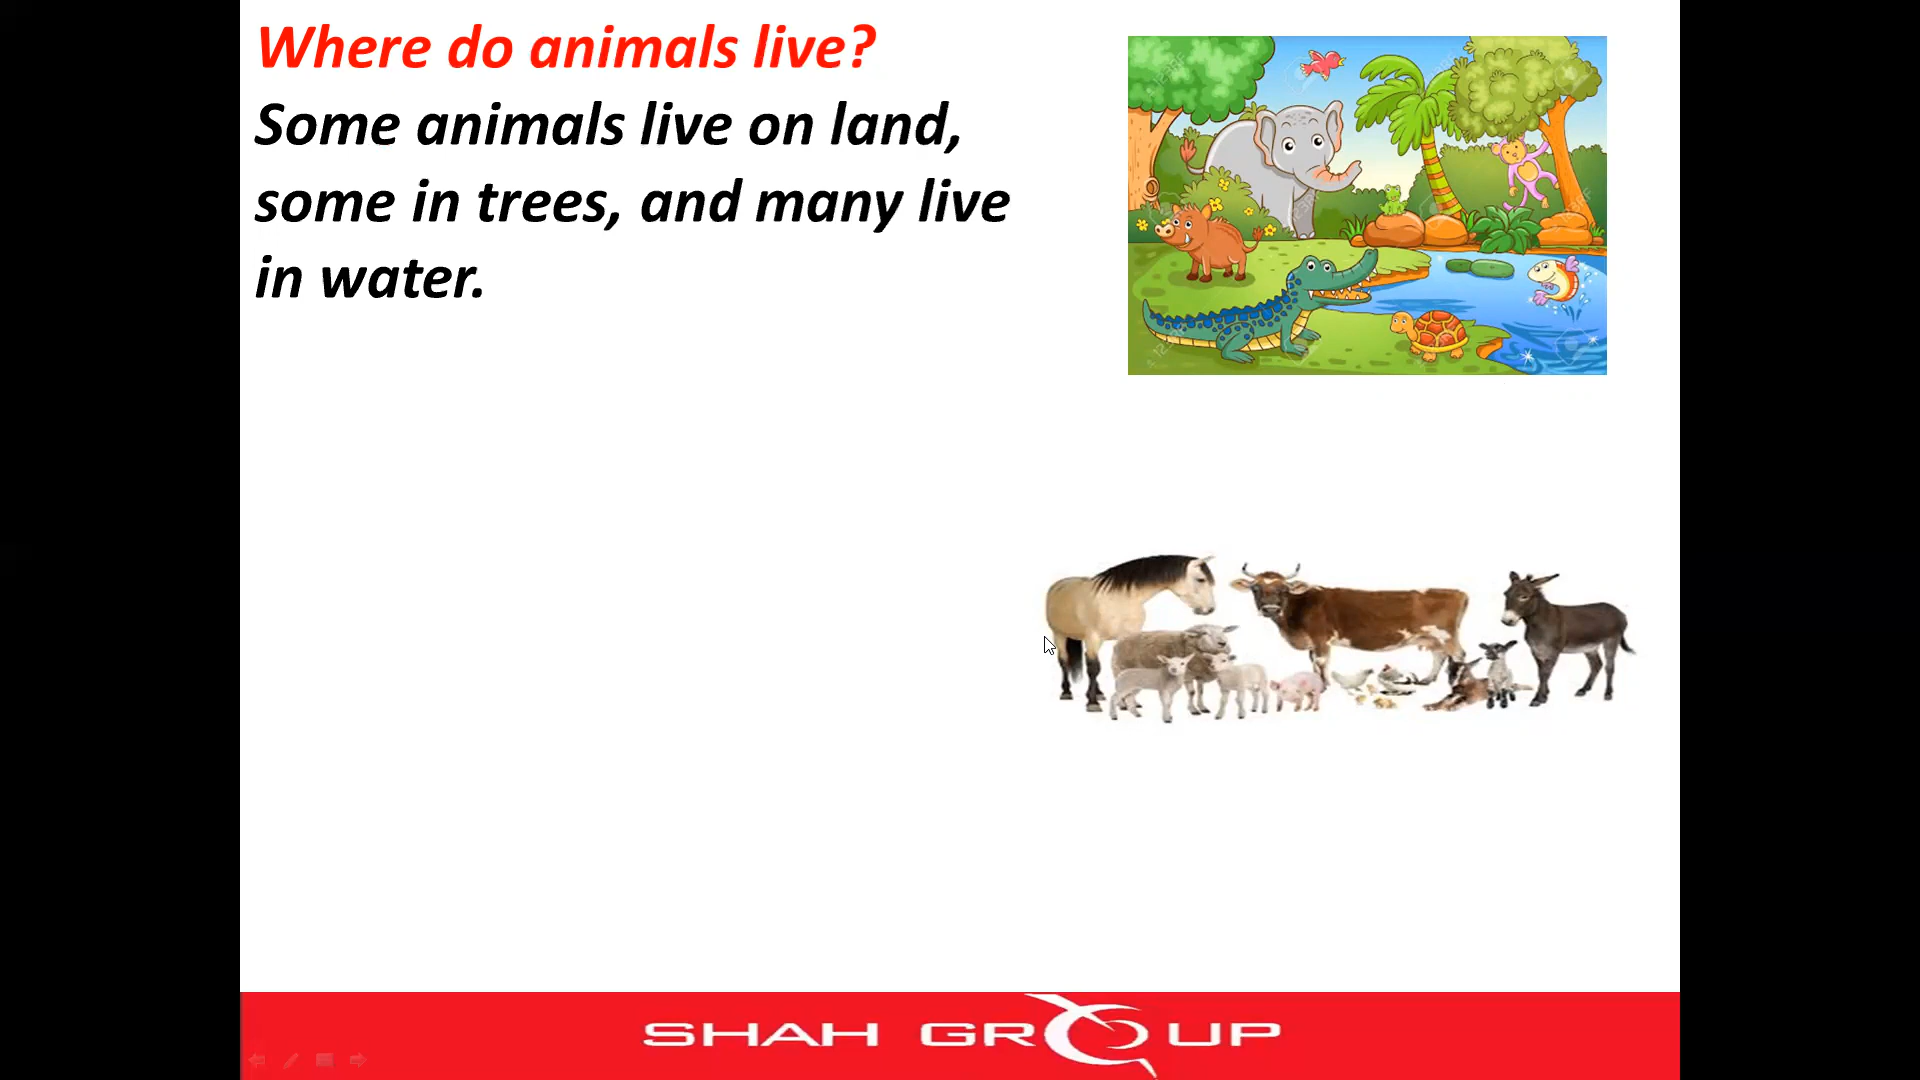 Where do animals live?
Some animals live on land,
some in trees, and many live
in water.
SHAH GROUP